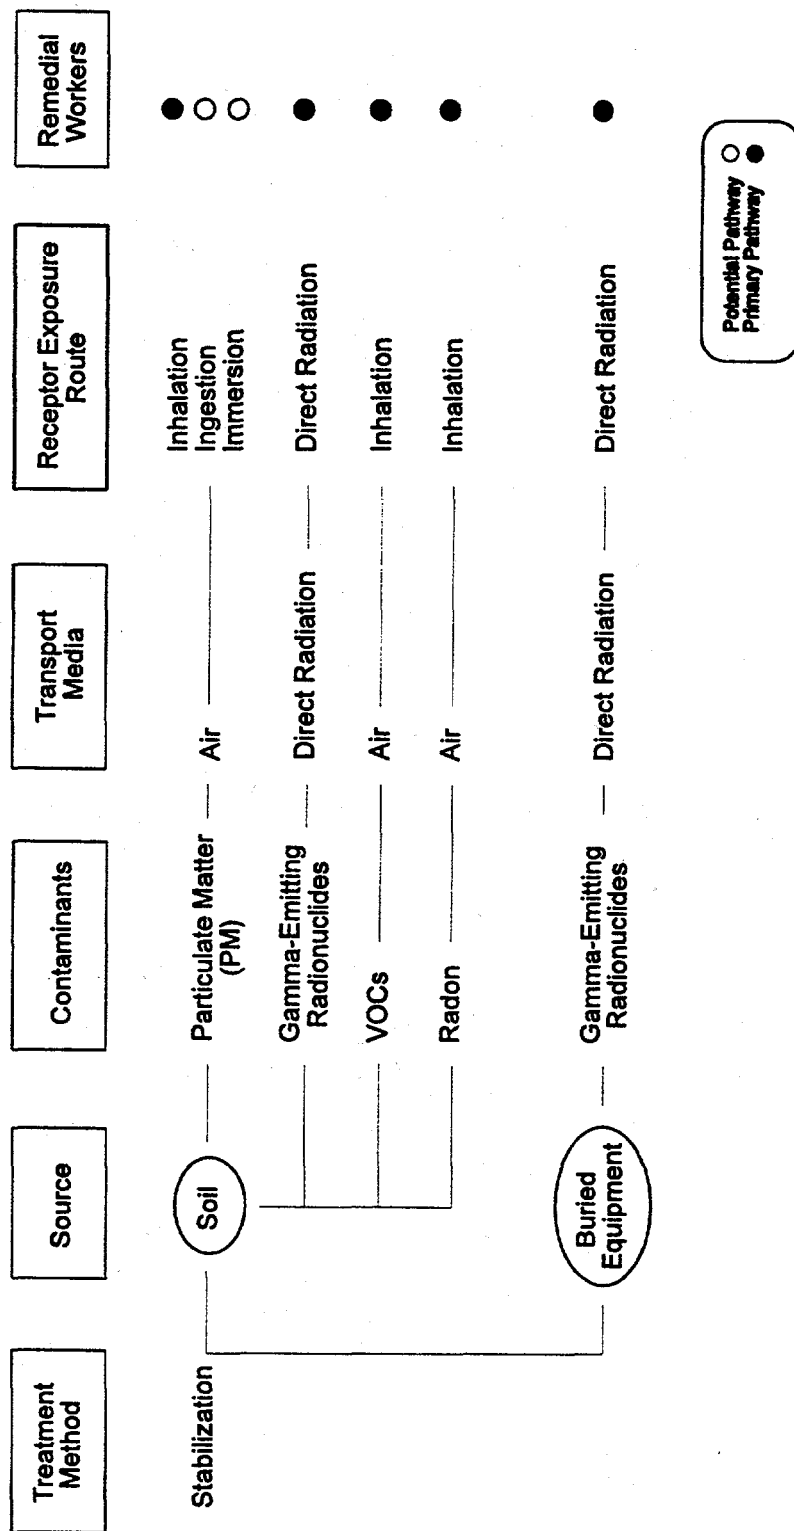 Treatment
Method
Source
Contaminants
Transport
Media
Receptor Exposure
Route
Remedial
Workers
Stabilization
Soil
Particulate Matter
(PM)
Air
Inhalation
Ingestion
Immersion
Gamma-Emitting
Radionuclides
Direct Radiation
Direct Radiation
VOCs
Air
Inhalation
Radon
Air
Inhalation
Buried
Equipment
Gamma-Emitting
Radionuclides
Direct Radiation
Direct Radiation
Potential Pathway
Primary Pathway